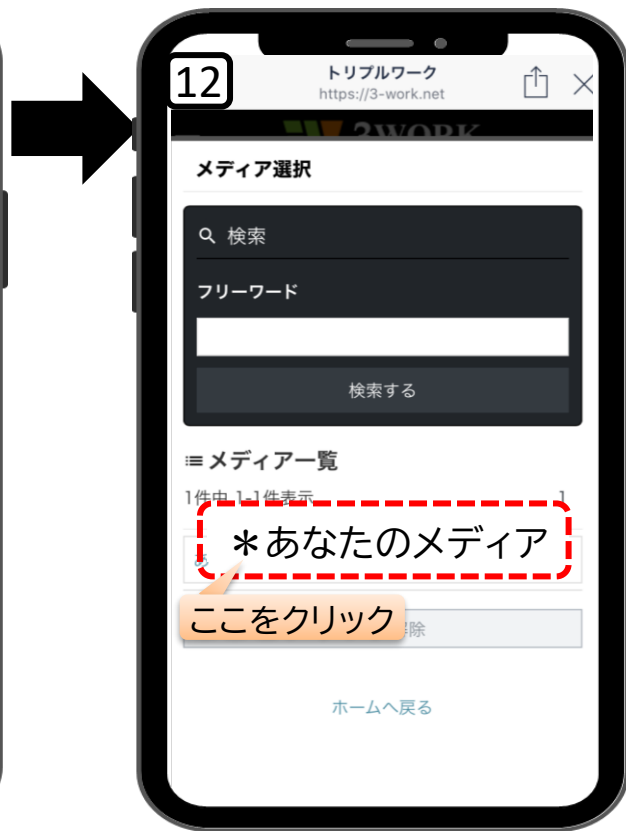 12
トリプルワーク
https://3-work.net
3WORK
メディア選択
検索
フリーワード
検索する
メディア一覧
1件中 1-1件表示 1
＊あなたのメディア
あ
ここをクリック
除
ホームへ戻る